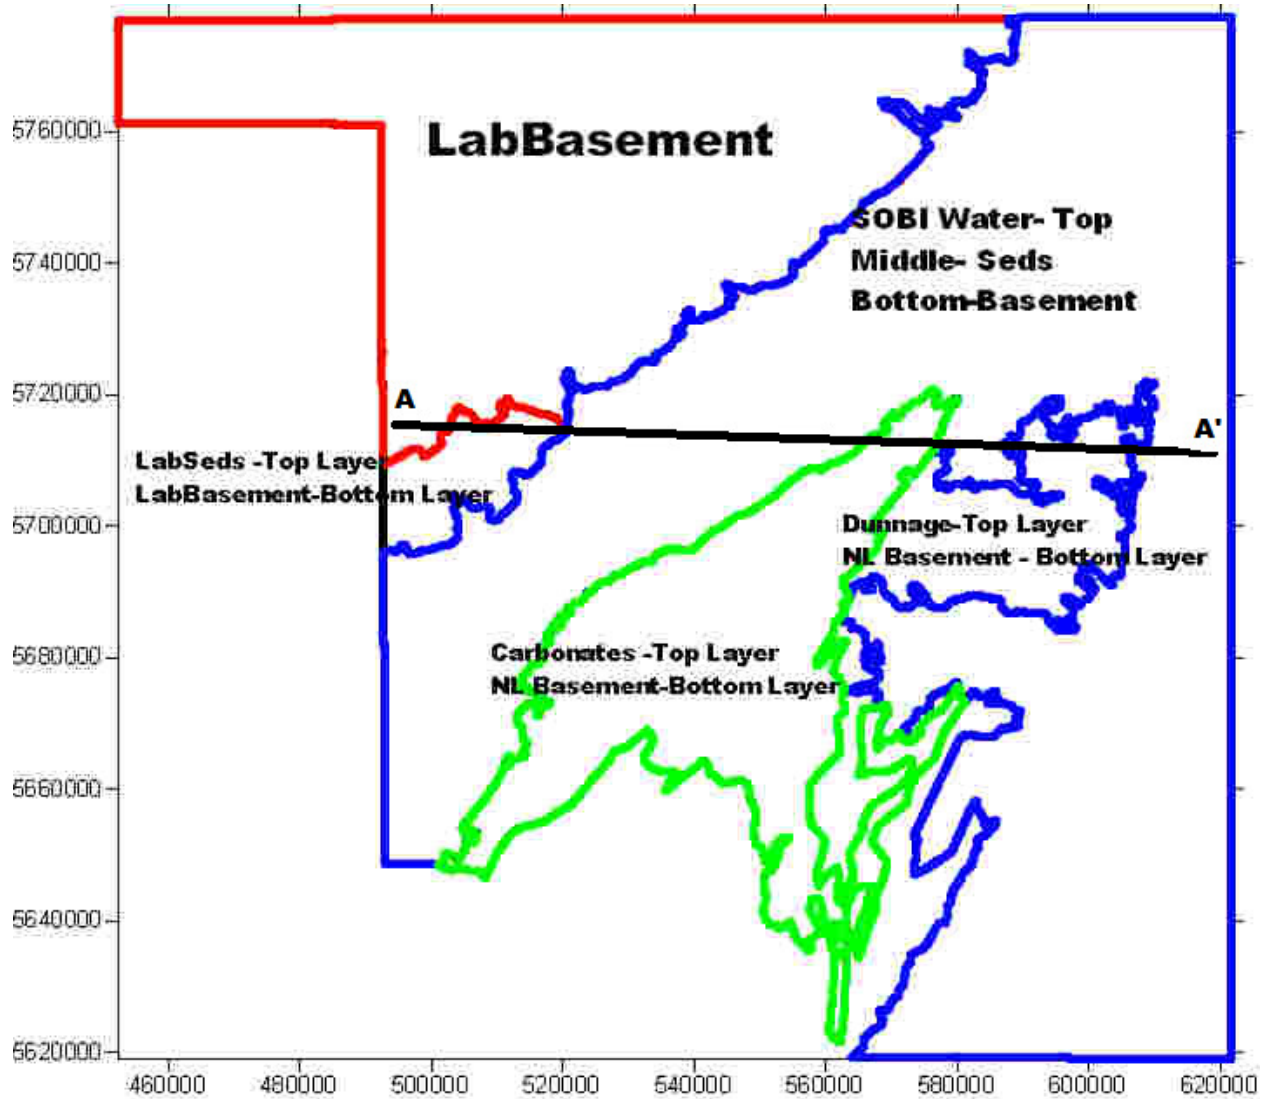 5760000
LabBasement
SOBI Water- Top
Middle- Seds
Bottom-Basement
5740000
5720000
A
A'
LabSeds -Top Layer
LabBasement-Bottom Layer
5700000
Dunnage-Top Layer
NL Basement - Bottom Layer
5680000
Carbonates -Top Layer
NL Basement-Bottom Layer
5660000
5640000
5620000
460000 480000 500000 520000 540000 560000 580000 600000 620000